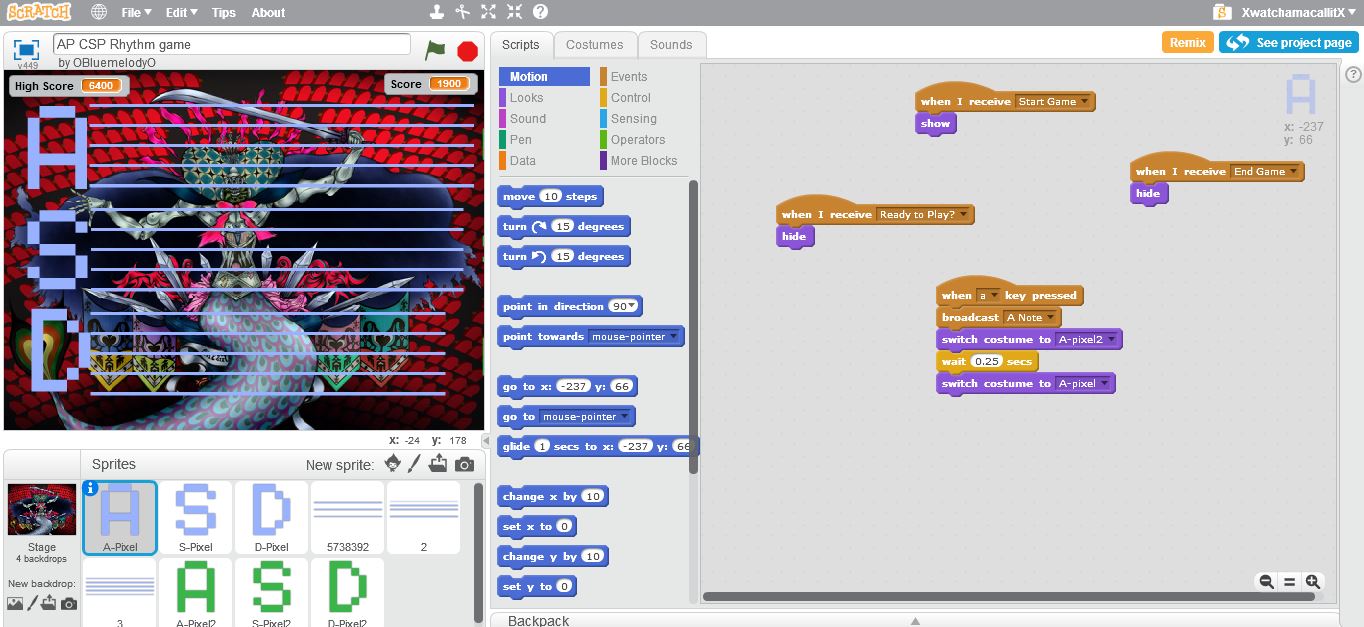 SCRATCH File Edit Tips About XwatchamacallitX
AP CSP Rhythm game
by OBluemelodyO
v449
Scripts Costumes Sounds
Remix See project page
High Score 6400 Score 1900
A
S
D
Motion Events
Looks Control
Sound Sensing
Pen Operators
Data More Blocks
move 10 steps
turn 15 degrees
turn 15 degrees
point in direction 90
point towards mouse-pointer
go to x: -237 y: 66
go to mouse-pointer
glide 1 secs to x: -237 y: 66
change x by 10
set x to 0
change y by 10
set y to 0
when I receive Start Game
show
A
x: -237
y: 66
when I receive End Game
hide
when I receive Ready to Play?
hide
when a key pressed
broadcast A Note
switch costume to A-pixel2
wait 0.25 secs
switch costume to A-pixel
x: -24 y: 178
Sprites New sprite:
A S D
A-Pixel S-Pixel D-Pixel 5738392 2
Stage
4 backdrops
New backdrop:
A S D
3 A-Pixel2 S-Pixel2 D-Pixel2
Backpack